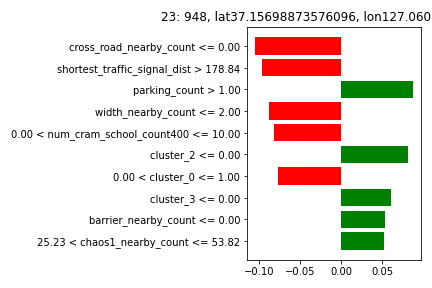 23: 948, lat37.15698873576096, lon127.060
cross_road_nearby_count <= 0.00
shortest_traffic_signal_dist > 178.84
parking_count > 1.00
width_nearby_count <= 2.00
0.00 < num_cram_school_count400 <= 10.00
cluster_2 <= 0.00
0.00 < cluster_0 <= 1.00
cluster_3 <= 0.00
barrier_nearby_count <= 0.00
25.23 < chaos1_nearby_count <= 53.82
−0.10 −0.05 0.00 0.05